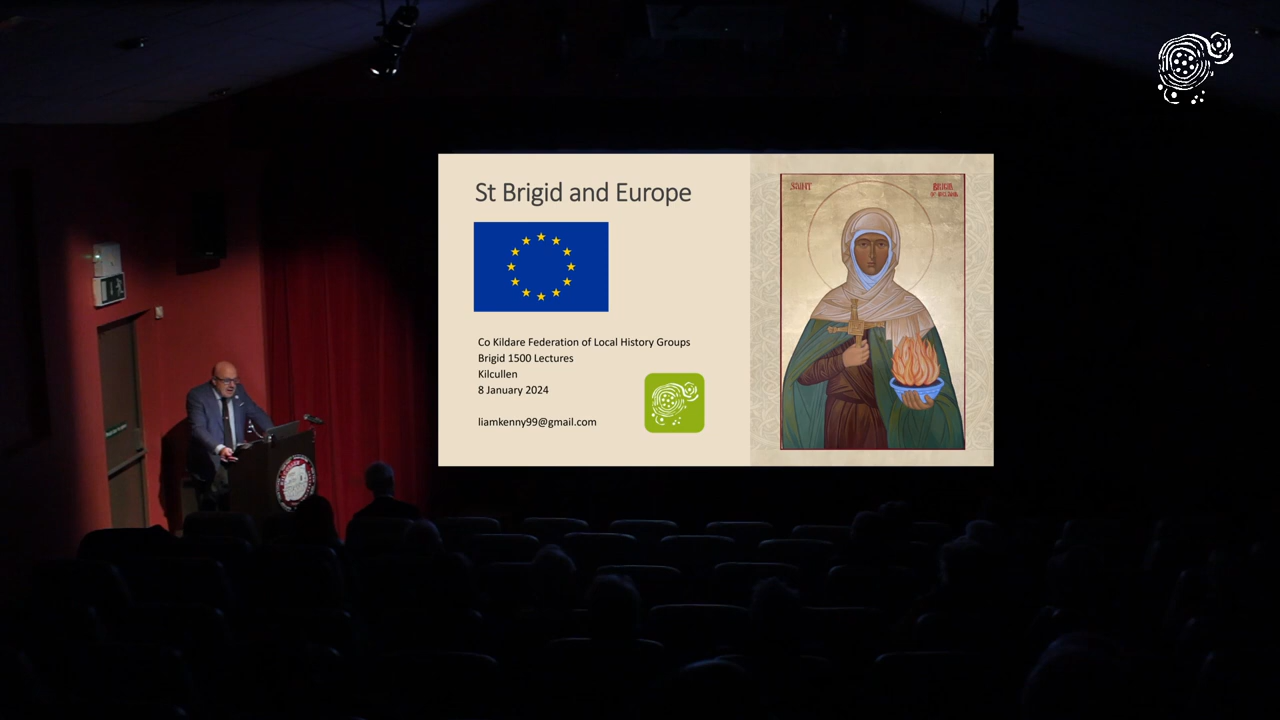 St Brigid and Europe
Co Kildare Federation of Local History Groups
Brigid 1500 Lectures
Kilcullen
8 January 2024
liamkenny99@gmail.com
SAINT
BRIGID